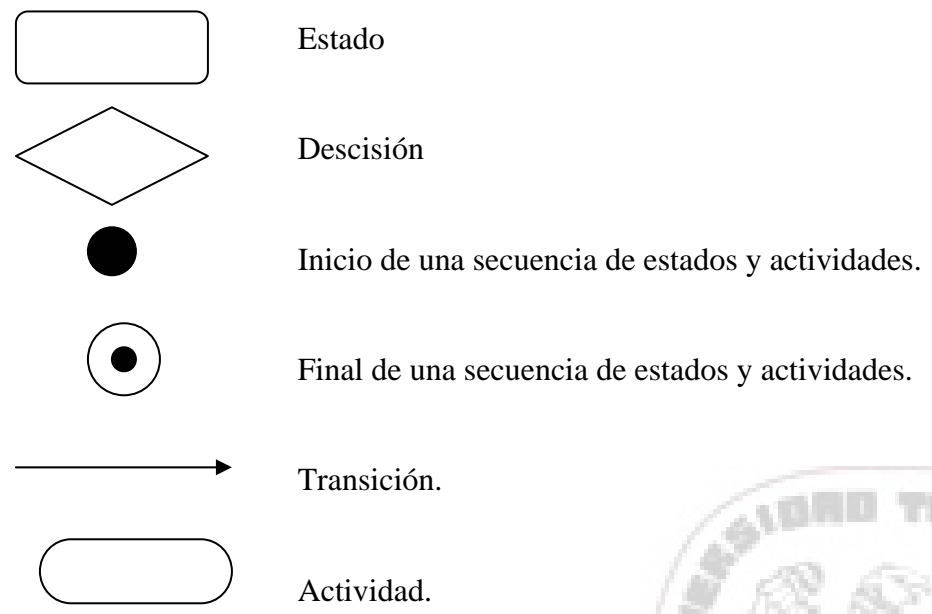 Estado
Descisión
Inicio de una secuencia de estados y actividades.
Final de una secuencia de estados y actividades.
Transición.
Actividad.